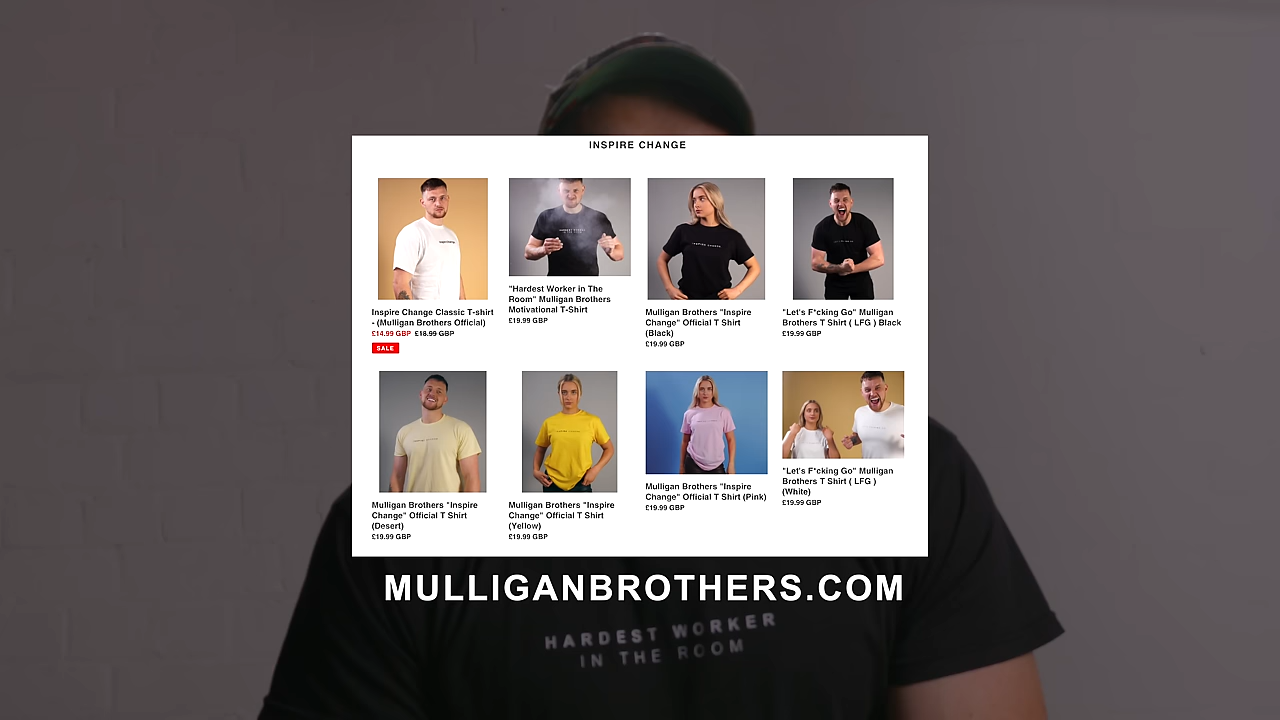 INSPIRE CHANGE
Inspire Change Classic T-shirt
- (Mulligan Brothers Official)
£14.99 GBP £18.99 GBP
SALE
"Hardest Worker in The
Room" Mulligan Brothers
Motivational T-Shirt
£19.99 GBP
Mulligan Brothers "Inspire
Change" Official T Shirt
(Black)
£19.99 GBP
"Let's F*cking Go" Mulligan
Brothers T Shirt ( LFG ) Black
£19.99 GBP
Mulligan Brothers "Inspire
Change" Official T Shirt
(Desert)
£19.99 GBP
Mulligan Brothers "Inspire
Change" Official T Shirt
(Yellow)
£19.99 GBP
Mulligan Brothers "Inspire
Change" Official T Shirt (Pink)
£19.99 GBP
"Let's F*cking Go" Mulligan
Brothers T Shirt ( LFG )
(White)
£19.99 GBP
MULLIGANBROTHERS.COM
HARDEST WORKER
IN THE ROOM